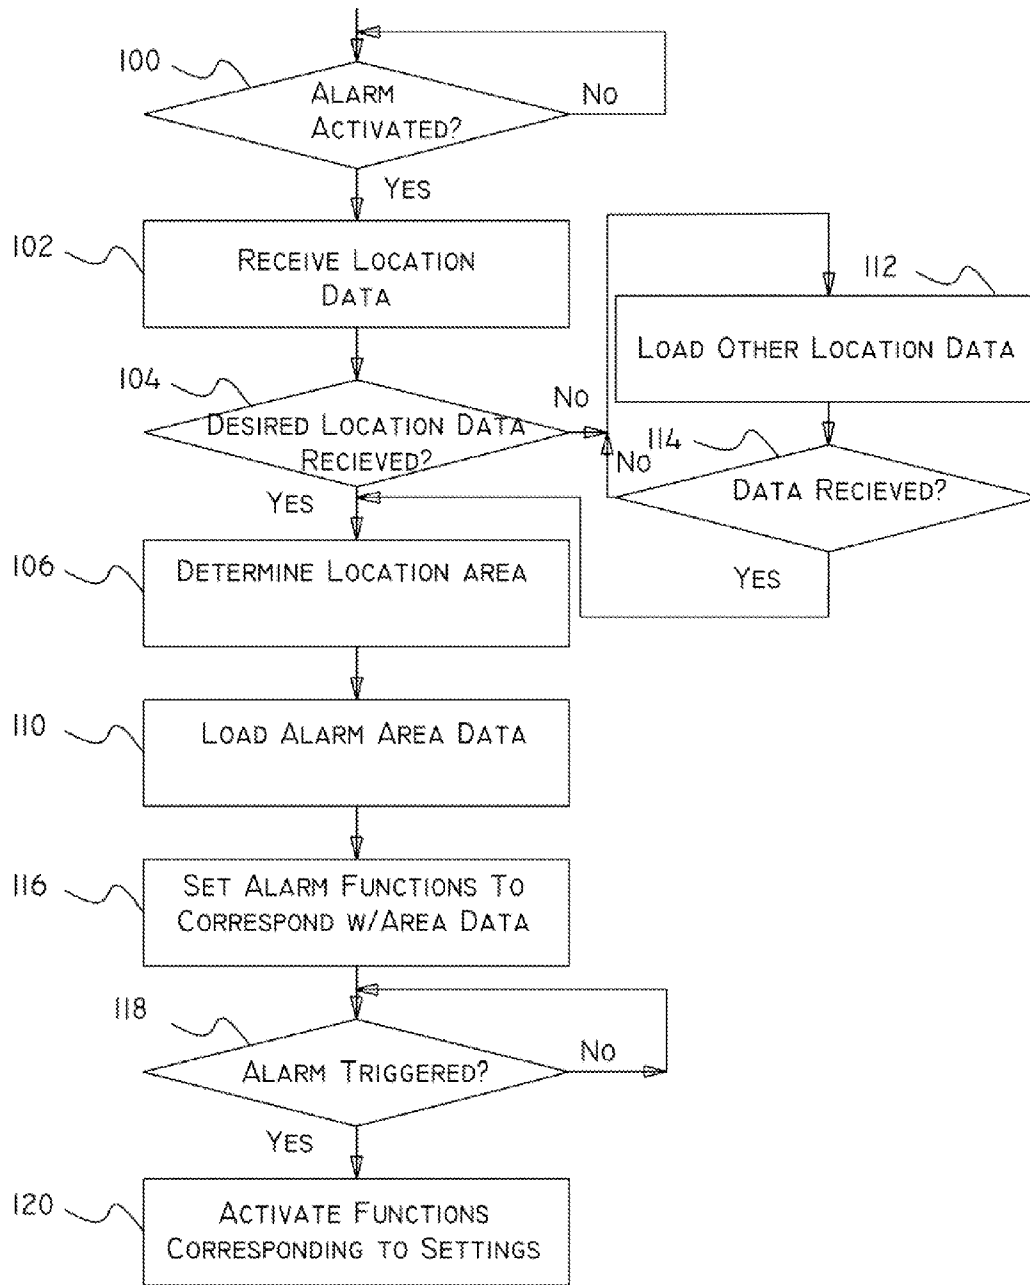 100
ALARM
ACTIVATED?
NO
YES
102
RECEIVE LOCATION
DATA
112
LOAD OTHER LOCATION DATA
104
DESIRED LOCATION DATA
RECIEVED?
NO
YES
114
DATA RECIEVED?
NO
YES
106
DETERMINE LOCATION AREA
110
LOAD ALARM AREA DATA
116
SET ALARM FUNCTIONS TO
CORRESPOND W/AREA DATA
118
ALARM TRIGGERED?
NO
YES
120
ACTIVATE FUNCTIONS
CORRESPONDING TO SETTINGS